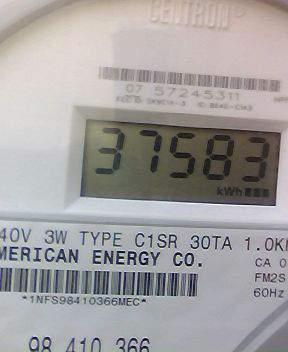 CENTRON®
07 57245311
37583
kWh
40V 3W TYPE C1SR 30TA 1.0K
MERICAN ENERGY CO.
CA 0
FM2S
60Hz
*1NFS98410366MEC*
98 410 366